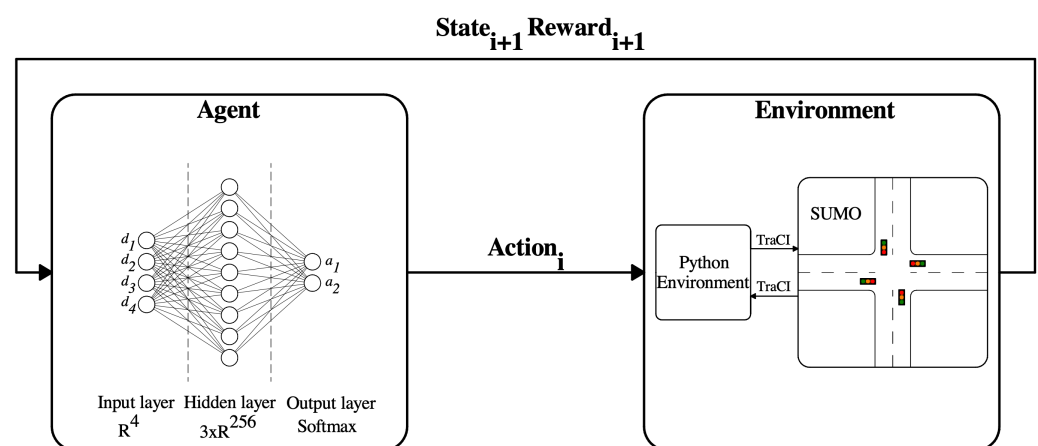 State_{i+1} Reward_{i+1}
Agent
Environment
d_1
d_2
d_3
d_4
a_1
a_2
Input layer
R^4
Hidden layer
3xR^256
Output layer
Softmax
Action_i
Python
Environment
TraCI
TraCI
SUMO